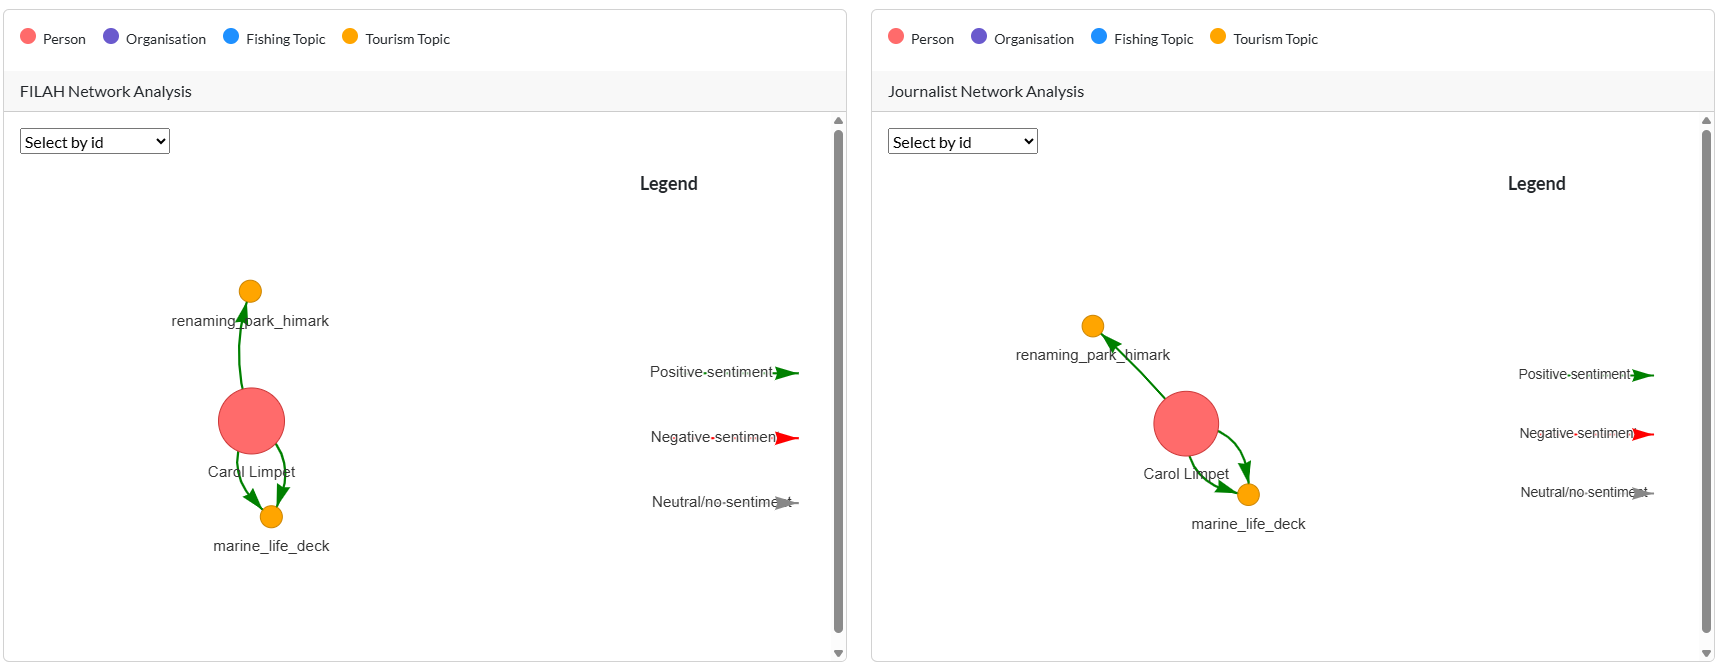 Person Organisation Fishing Topic Tourism Topic
FILAH Network Analysis
Select by id
Legend
renaming_park_himark
Positive sentiment
Negative sentimen
Carol Limpet
Neutral/no sentiment
marine_life_deck
Person Organisation Fishing Topic Tourism Topic
Journalist Network Analysis
Select by id
Legend
renaming_park_himark
Positive sentiment
Negative sentiment
Carol Limpet
Neutral/no sentiment
marine_life_deck